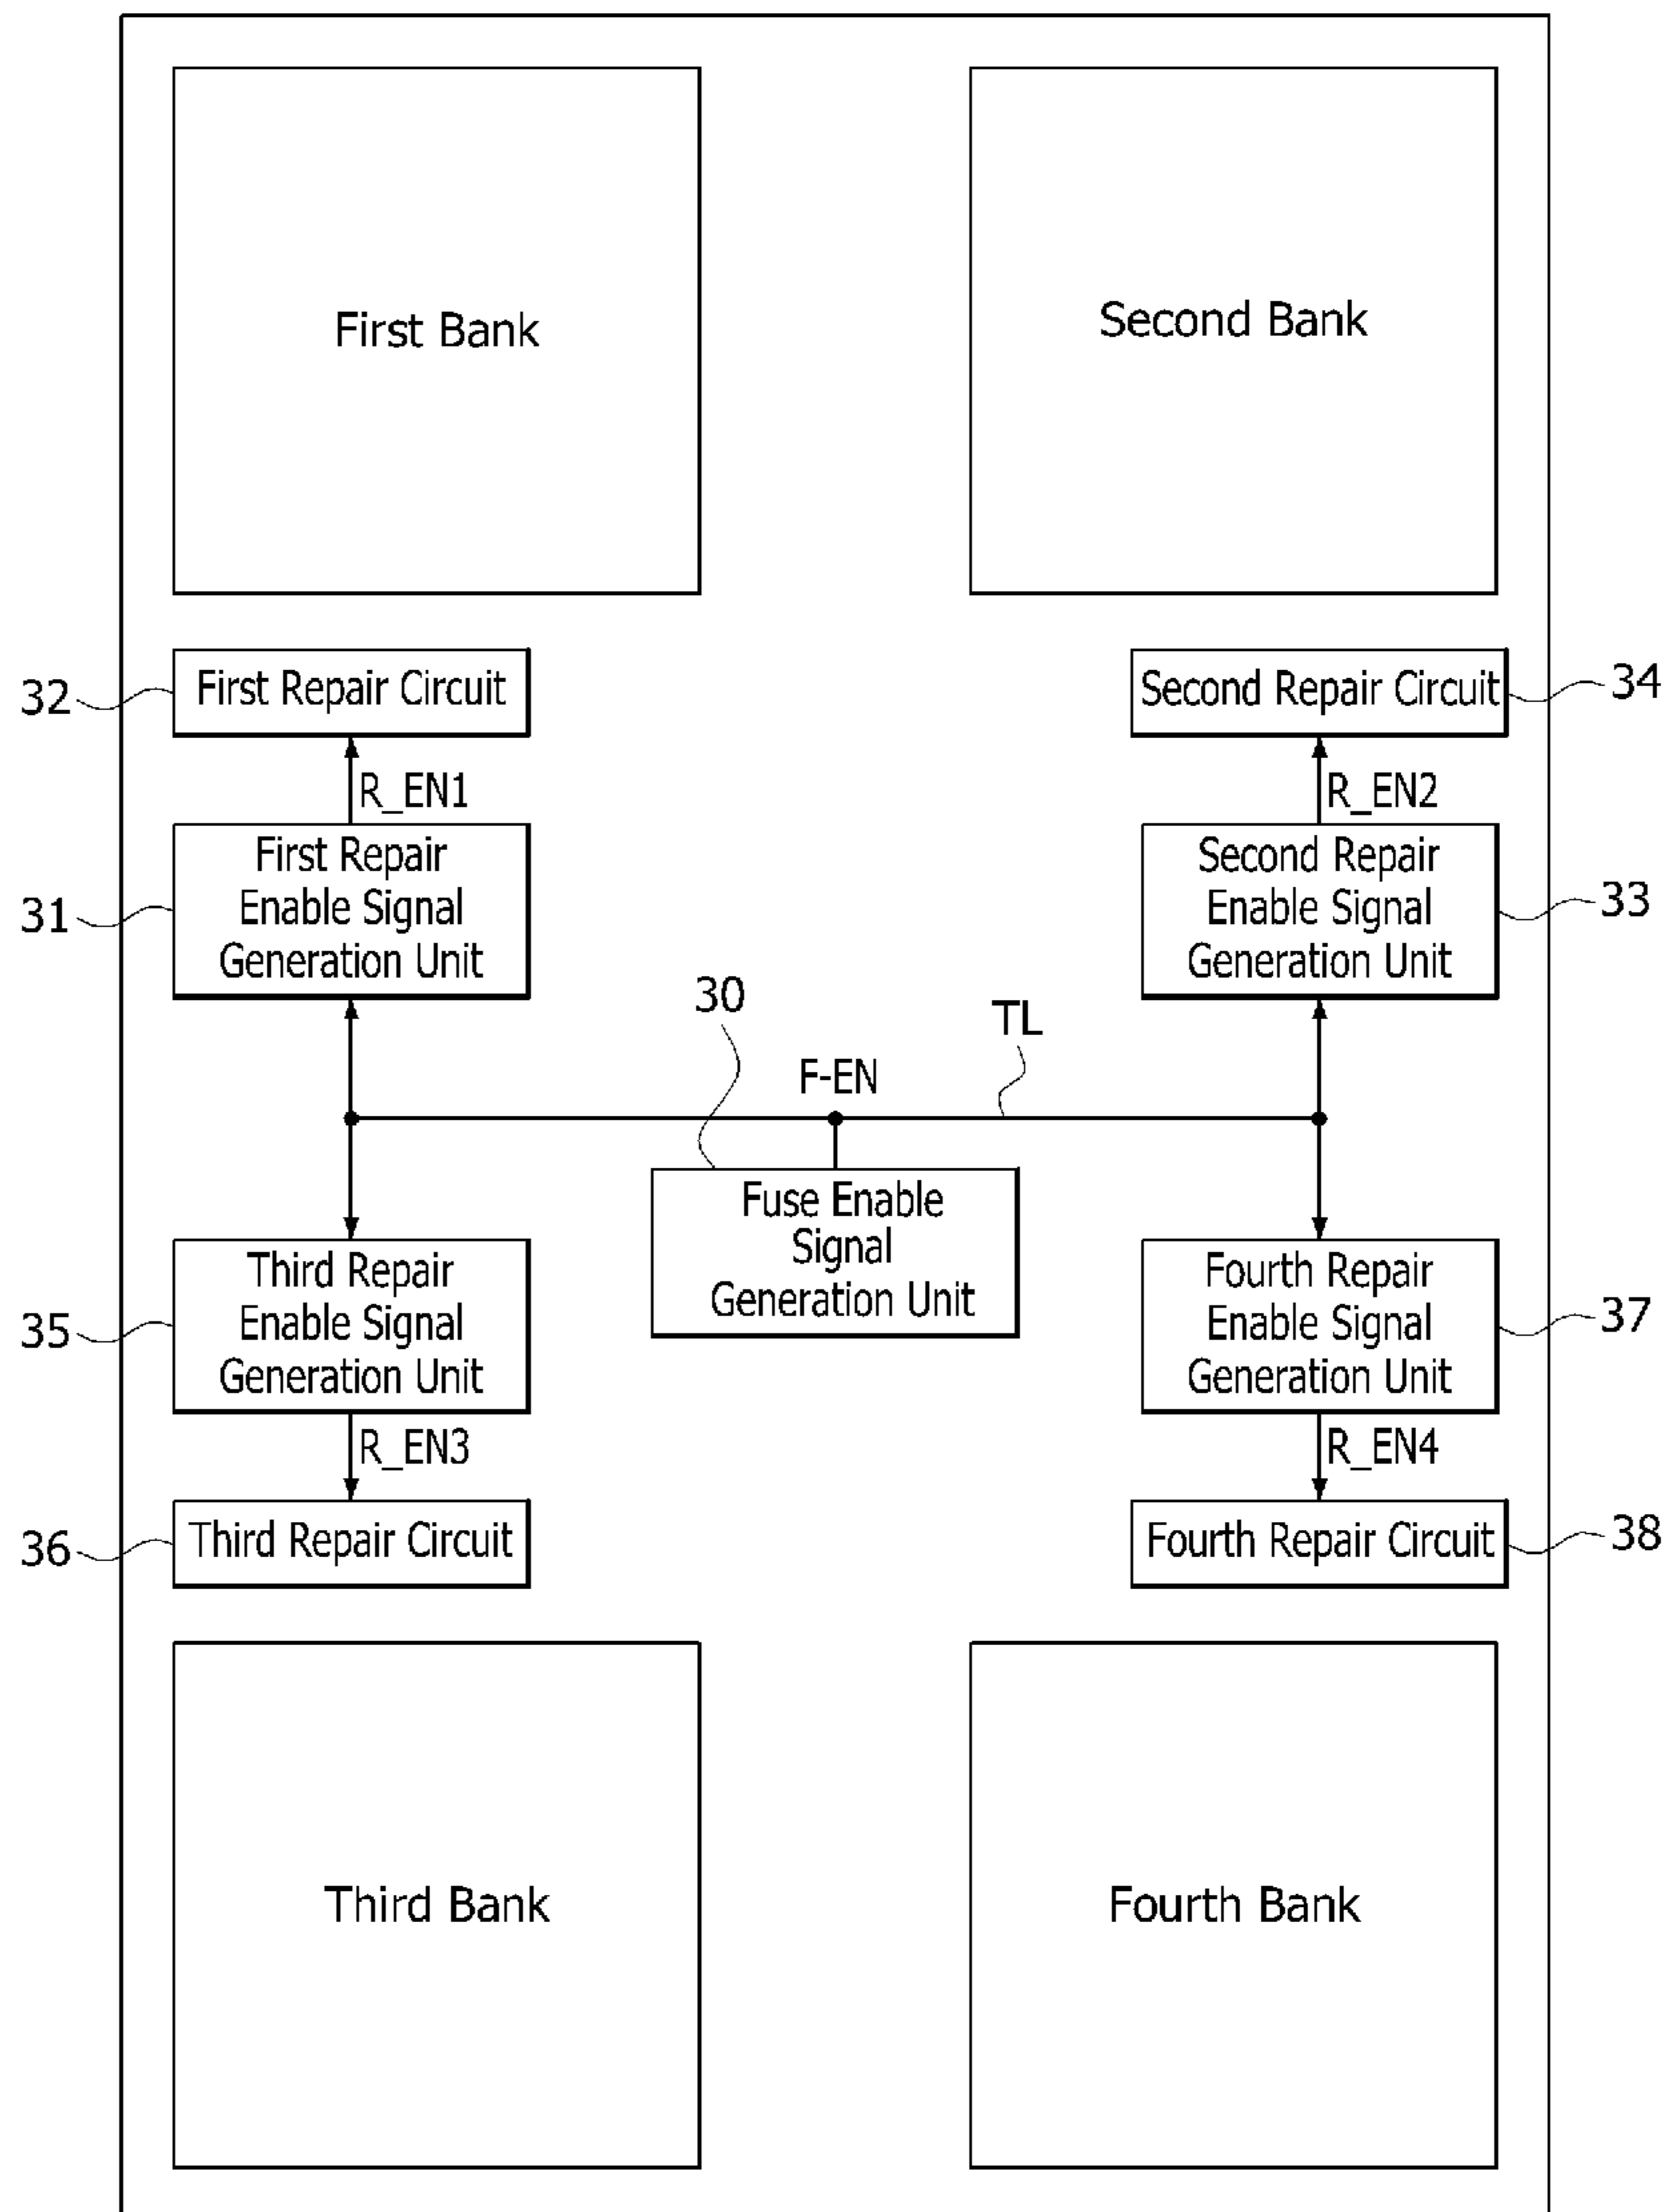 First Bank
Second Bank
32
First Repair Circuit
Second Repair Circuit
34
R_EN1
R_EN2
31
First Repair
Enable Signal
Generation Unit
Second Repair
Enable Signal
Generation Unit
33
30
F-EN
TL
Fuse Enable
Signal
Generation Unit
35
Third Repair
Enable Signal
Generation Unit
Fourth Repair
Enable Signal
Generation Unit
37
R_EN3
R_EN4
36
Third Repair Circuit
Fourth Repair Circuit
38
Third Bank
Fourth Bank